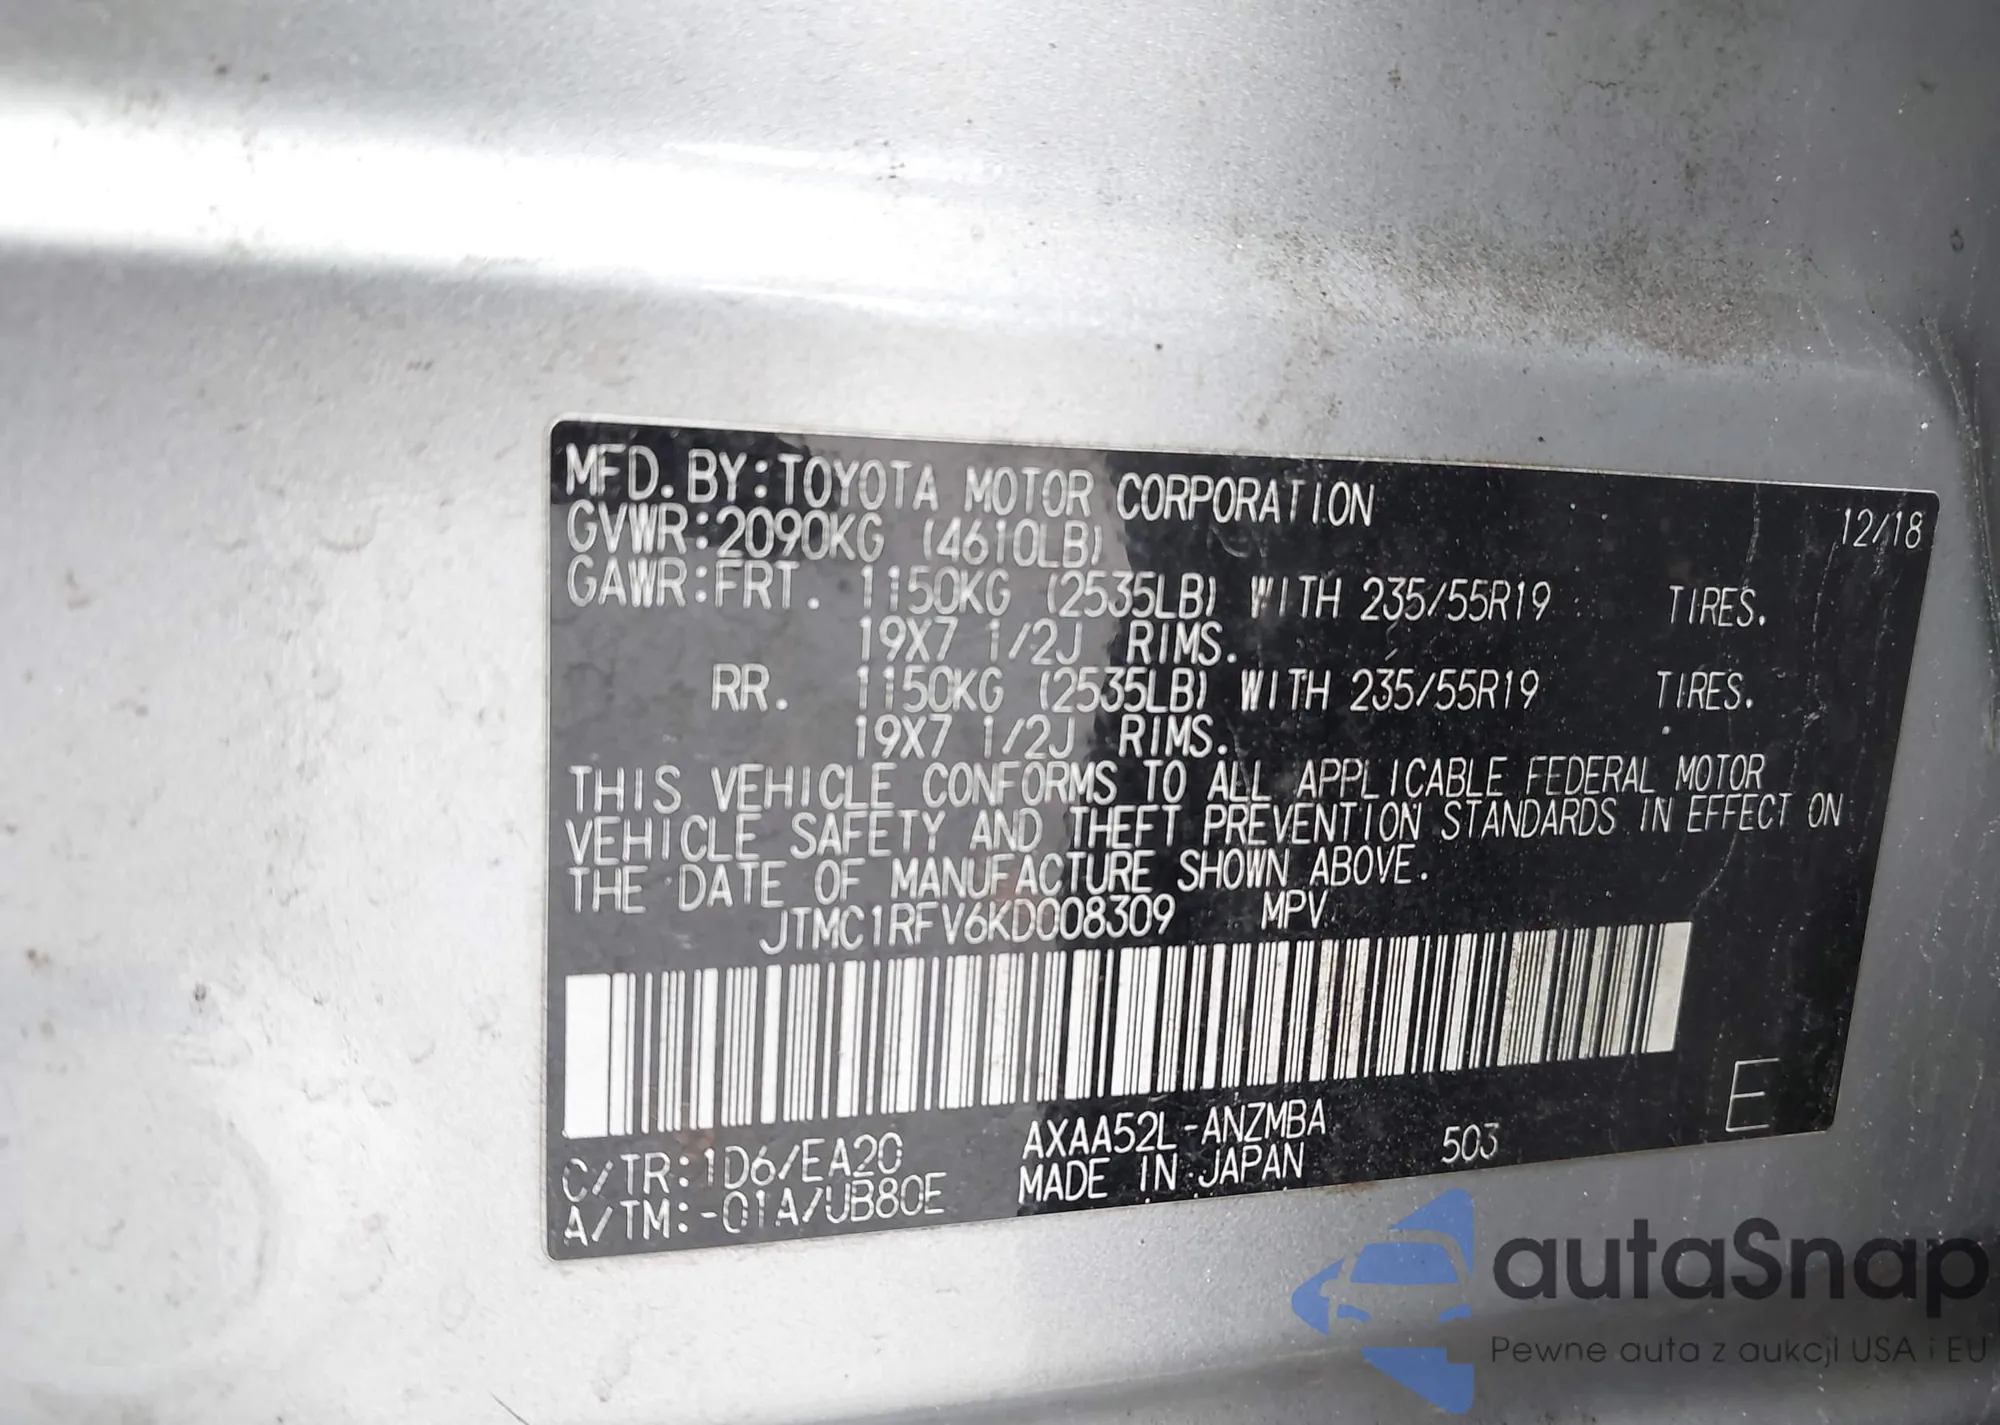 MFD. BY:TOYOTA MOTOR CORPORATION 12/18
GVWR:2090KG (4610LB)
GAWR:FRT. 1150KG (2535LB) WITH 235/55R19 TIRES.
19X7 1/2J RIMS.
RR. 1150KG (2535LB) WITH 235/55R19 TIRES.
19X7 1/2J RIMS.
THIS VEHICLE CONFORMS TO ALL APPLICABLE FEDERAL MOTOR
VEHICLE SAFETY AND THEFT PREVENTION STANDARDS IN EFFECT ON
THE DATE OF MANUFACTURE SHOWN ABOVE.
JTMC1RFV6KD008309 MPV
E
AXAA52L-ANZMBA
C/TR:1D6/EA20 MADE IN JAPAN 503
A/TM:-01A/UB80E
autaSnap
Pewne auta z aukcji USA i EU